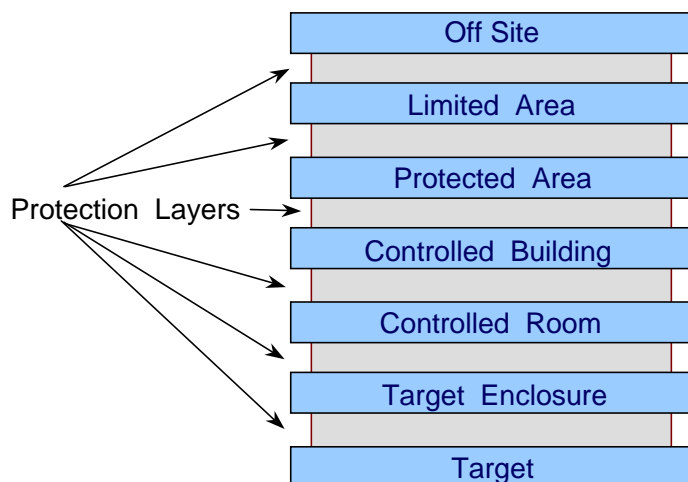 Off Site
Limited Area
Protected Area
Protection Layers
Controlled Building
Controlled Room
Target Enclosure
Target